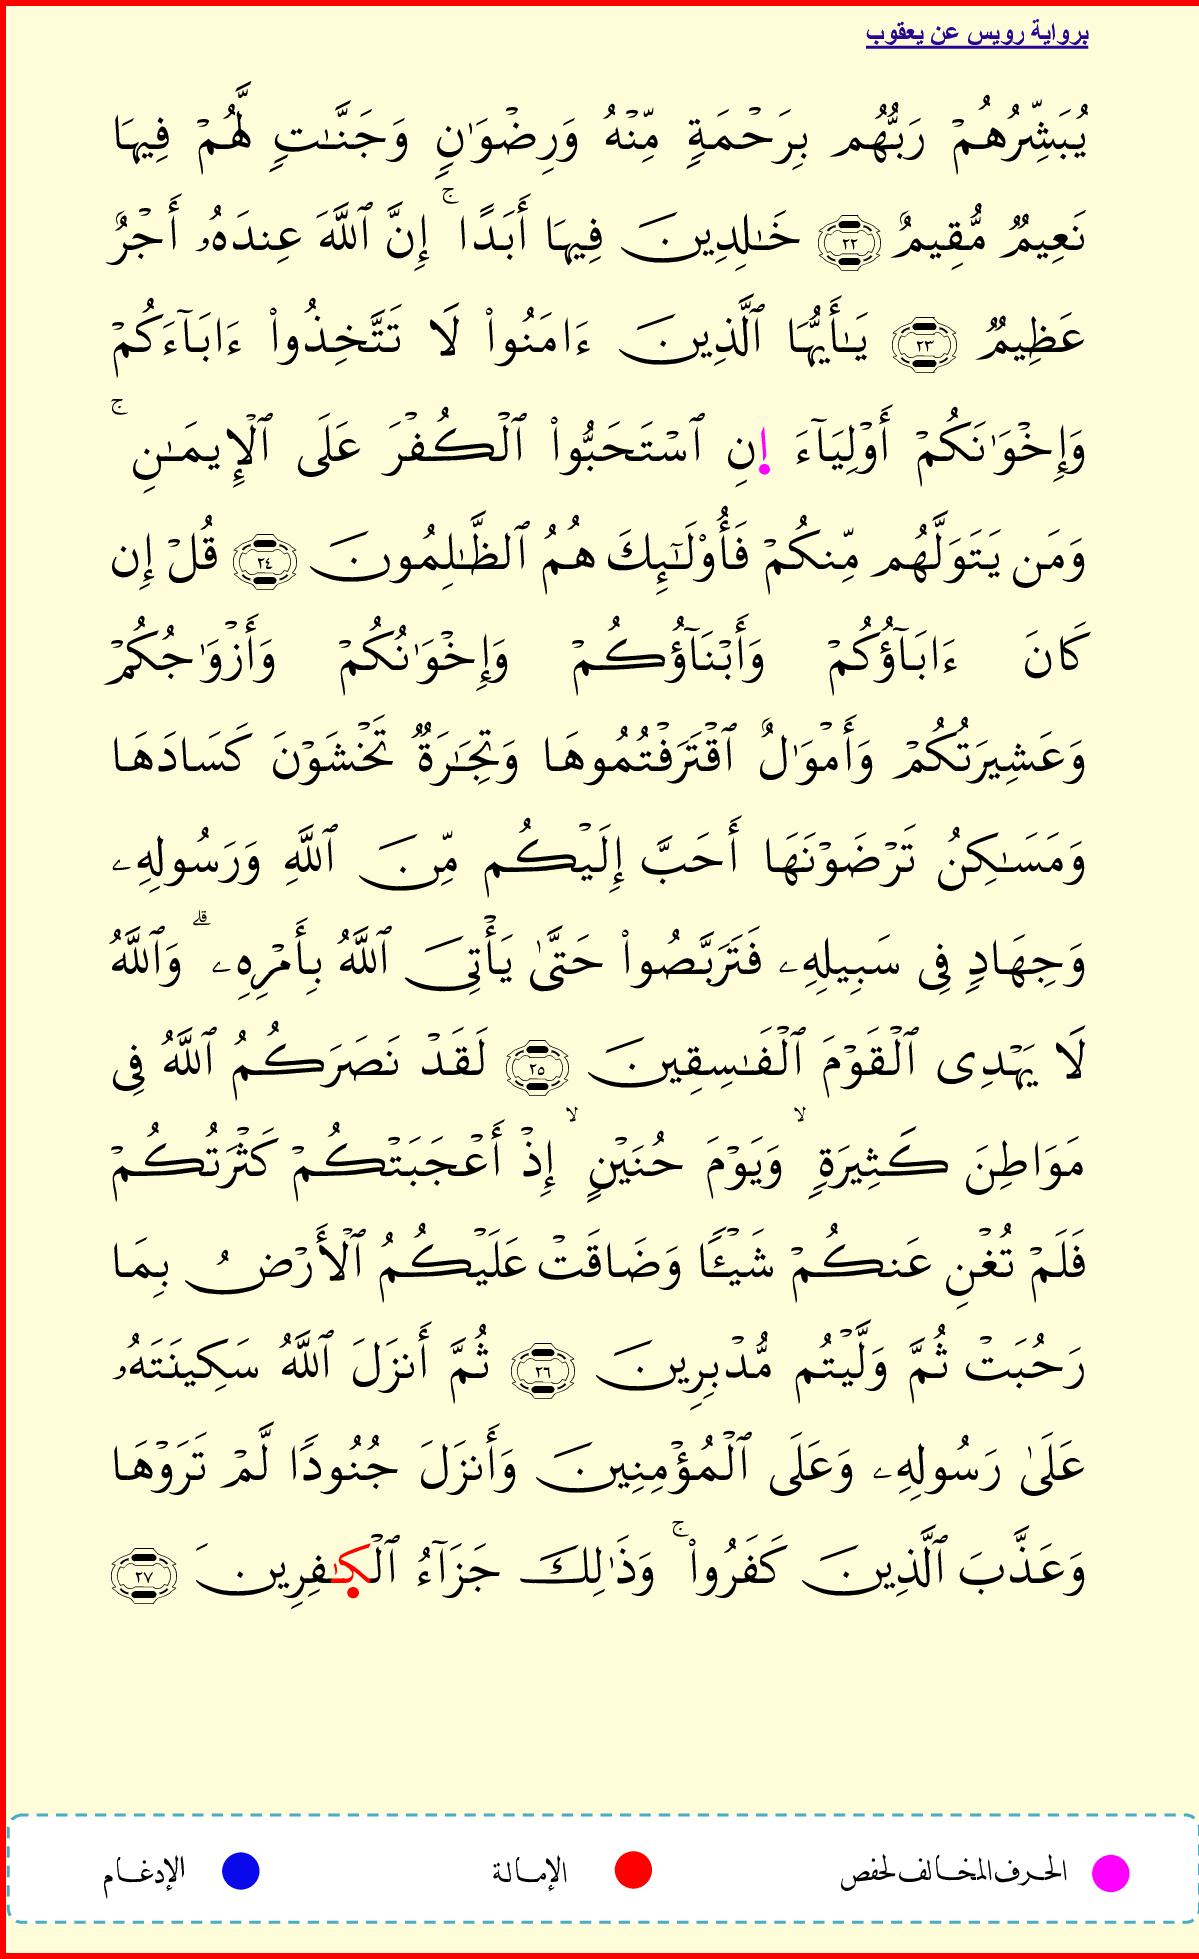 برواية رويس عن يعقوب
يُبَشِّرُهُمْ رَبُّهُم بِرَحْمَةٍ مِّنْهُ وَرِضْوَٰنٍ وَجَنَّٰتٍ لَّهُمْ فِيهَا
نَعِيمٌ مُّقِيمٌ ٢٢ خَٰلِدِينَ فِيهَا أَبَدًا ۚ إِنَّ ٱللَّهَ عِندَهُۥ أَجْرٌ
عَظِيمٌ ٢٣ يَٰأَيُّهَا ٱلَّذِينَ ءَامَنُوا۟ لَا تَتَّخِذُوا۟ ءَابَآءَكُمْ
وَإِخْوَٰنَكُمْ أَوْلِيَآءَ ا۪نِ ٱسْتَحَبُّوا۟ ٱلْكُفْرَ عَلَى ٱلْإِيمَٰنِ ۚ
وَمَن يَتَوَلَّهُم مِّنكُمْ فَأُو۟لَٰٓئِكَ هُمُ ٱلظَّٰلِمُونَ ٢٤ قُلْ إِن
كَانَ ءَابَآؤُكُمْ وَأَبْنَآؤُكُمْ وَإِخْوَٰنُكُمْ وَأَزْوَٰجُكُمْ
وَعَشِيرَتُكُمْ وَأَمْوَٰلٌ ٱقْتَرَفْتُمُوهَا وَتِجَٰرَةٌ تَخْشَوْنَ كَسَادَهَا
وَمَسَٰكِنُ تَرْضَوْنَهَا أَحَبَّ إِلَيْكُم مِّنَ ٱللَّهِ وَرَسُولِهِۦ
وَجِهَادٍ فِى سَبِيلِهِۦ فَتَرَبَّصُوا۟ حَتَّىٰ يَأْتِىَ ٱللَّهُ بِأَمْرِهِۦ ۗ وَٱللَّهُ
لَا يَهْدِى ٱلْقَوْمَ ٱلْفَٰسِقِينَ ٢٥ لَقَدْ نَصَرَكُمُ ٱللَّهُ فِى
مَوَاطِنَ كَثِيرَةٍ ۙ وَيَوْمَ حُنَيْنٍ ۙ إِذْ أَعْجَبَتْكُمْ كَثْرَتُكُمْ
فَلَمْ تُغْنِ عَنكُمْ شَيْـًٔا وَضَاقَتْ عَلَيْكُمُ ٱلْأَرْضُ بِمَا
رَحُبَتْ ثُمَّ وَلَّيْتُم مُّدْبِرِينَ ٢٦ ثُمَّ أَنزَلَ ٱللَّهُ سَكِينَتَهُۥ
عَلَىٰ رَسُولِهِۦ وَعَلَى ٱلْمُؤْمِنِينَ وَأَنزَلَ جُنُودًا لَّمْ تَرَوْهَا
وَعَذَّبَ ٱلَّذِينَ كَفَرُوا۟ ۚ وَذَٰلِكَ جَزَآءُ ٱلْكَٰ۪فِرِينَ ٢٧
الحرف المخالف لحفص الإمالة الإدغام